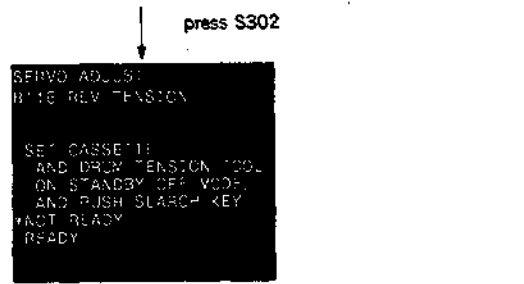 press S302
SERVO ADJUST
REV TENSION
SET CASSETTE
AND DRUM TENSION TOOL
ON STANDBY OFF MODE,
AND PUSH SEARCH KEY
*NOT READY
READY